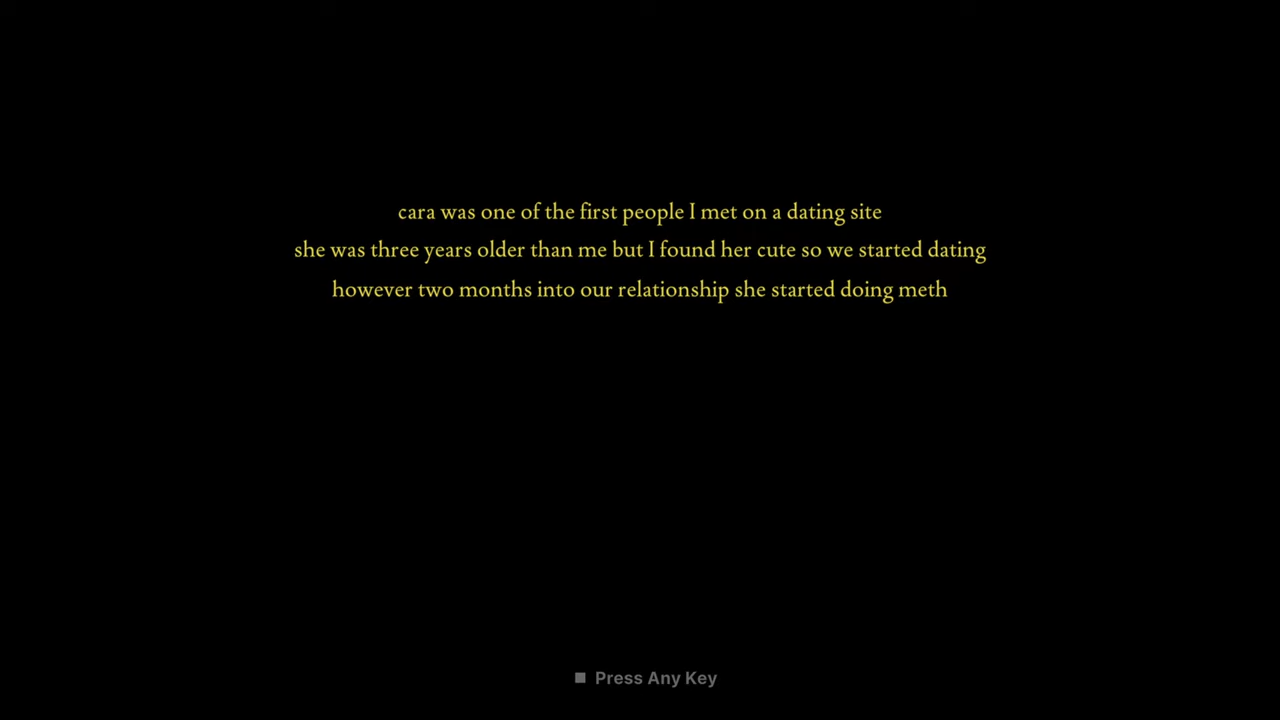 cara was one of the first people I met on a dating site
she was three years older than me but I found her cute so we started dating
however two months into our relationship she started doing meth
Press Any Key